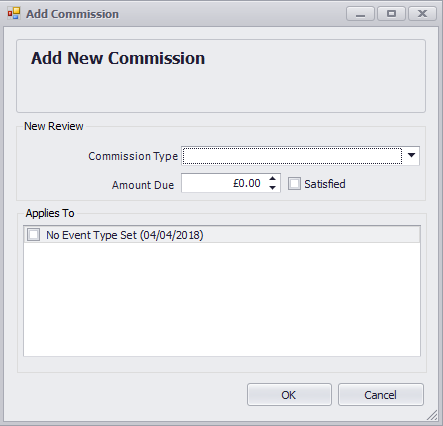 Add Commission
Add New Commission
New Review
Commission Type
Amount Due £0.00 Satisfied
Applies To
No Event Type Set (04/04/2018)
OK Cancel